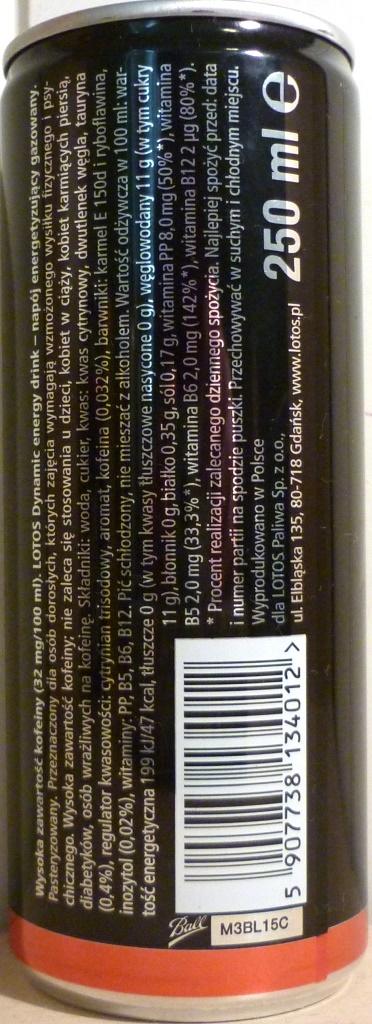 Wysoka zawartość kofeiny (32 mg/100 ml). LOTOS Dynamic energy drink – napój energetyzujący gazowany.
Pasteryzowany. Przeznaczony dla osób dorosłych, których zajęcia wymagają wzmożonego wysiłku fizycznego i psy-
chicznego. Wysoka zawartość kofeiny; nie zaleca się stosowania u dzieci, kobiet w ciąży, kobiet karmiących piersią,
diabetyków, osób wrażliwych na kofeinę. Składniki: woda, cukier, kwas: kwas cytrynowy, dwutlenek węgla, tauryna
(0,4%), regulator kwasowości: cytrynian trisodowy, aromat, kofeina (0,032%), barwniki: karmel E 150d i ryboflawina,
inozytol (0,02%), witaminy: PP, B5, B6, B12. Pić schłodzony, nie mieszać z alkoholem. Wartość odżywcza w 100 ml: war-
tość energetyczna 199 kJ/47 kcal, tłuszcze 0 g (w tym kwasy tłuszczowe nasycone 0 g), węglowodany 11 g (w tym cukry
11 g), błonnik 0 g, białko 0,35 g, sól 0,17 g, witamina PP 8,0 mg (50%*), witamina
B5 2,0 mg (33,3%*), witamina B6 2,0 mg (142%*), witamina B12 2 µg (80%*).
* Procent realizacji zalecanego dziennego spożycia. Najlepiej spożyć przed: data
i numer partii na spodzie puszki. Przechowywać w suchym i chłodnym miejscu.
Wyprodukowano w Polsce
dla LOTOS Paliwa Sp. z o.o.,
ul. Elbląska 135, 80-718 Gdańsk, www.lotos.pl
250 ml e
5 907738 134012 >
Ball
M3BL15C